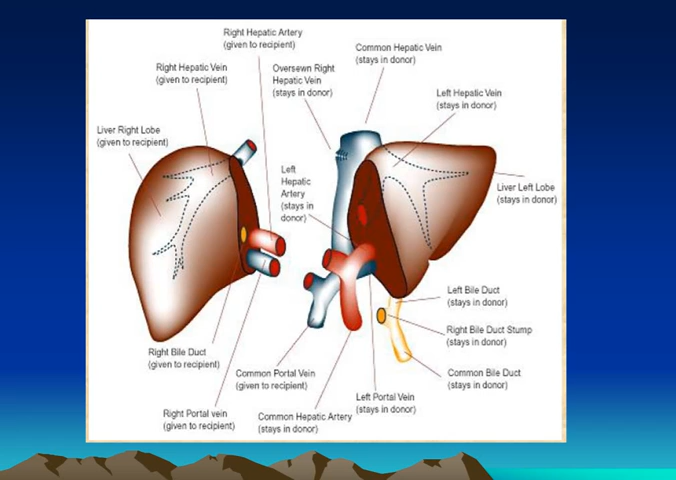 Right Hepatic Artery
(given to recipient)
Common Hepatic Vein
(stays in donor)
Right Hepatic Vein
(given to recipient)
Oversewn Right
Hepatic Vein
(stays in donor)
Left Hepatic Vein
(stays in donor)
Liver Right Lobe
(given to recipient)
Left
Hepatic
Artery
(stays in
donor)
Liver Left Lobe
(stays in donor)
Left Bile Duct
(stays in donor)
Right Bile Duct Stump
(stays in donor)
Right Bile Duct
(given to recipient)
Common Portal Vein
(given to recipient)
Common Bile Duct
(stays in donor)
Left Portal Vein
(stays in donor)
Right Portal vein
(given to recipient)
Common Hepatic Artery
(stays in donor)